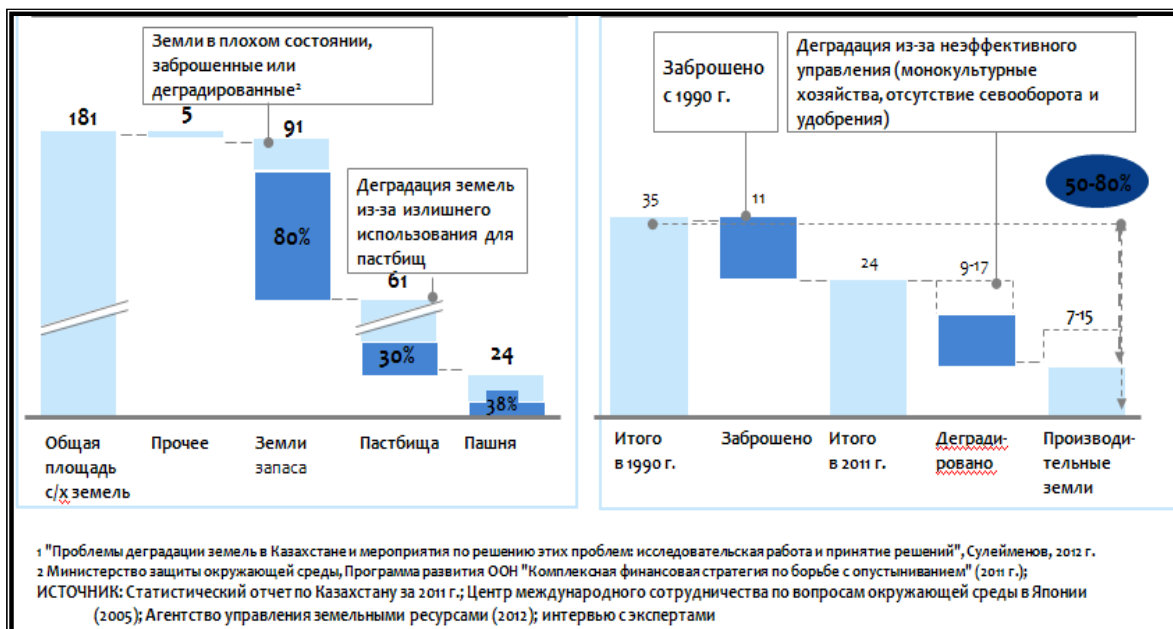 Земли в плохом состоянии,
заброшенные или
деградированные²
181
5
91
80%
Деградация земель
из-за излишнего
использования для
пастбищ
61
30%
24
38%
Общая
площадь
с/х земель
Прочее
Земли
запаса
Пастбища
Пашня
Заброшено
с 1990 г.
Деградация из-за неэффективного
управления (монокультурные
хозяйства, отсутствие севооборота и
удобрения)
50-80%
35
11
24
9-17
7-15
Итого
в 1990 г.
Заброшено
Итого
в 2011 г.
Дегради-
ровано
Производи-
тельные
земли
1 "Проблемы деградации земель в Казахстане и мероприятия по решению этих проблем: исследовательская работа и принятие решений", Сулейменов, 2012 г.
2 Министерство защиты окружающей среды, Программа развития ООН "Комплексная финансовая стратегия по борьбе с опустыниванием" (2011 г.);
ИСТОЧНИК: Статистический отчет по Казахстану за 2011 г.; Центр международного сотрудничества по вопросам окружающей среды в Японии
(2005); Агентство управления земельными ресурсами (2012); интервью с экспертами